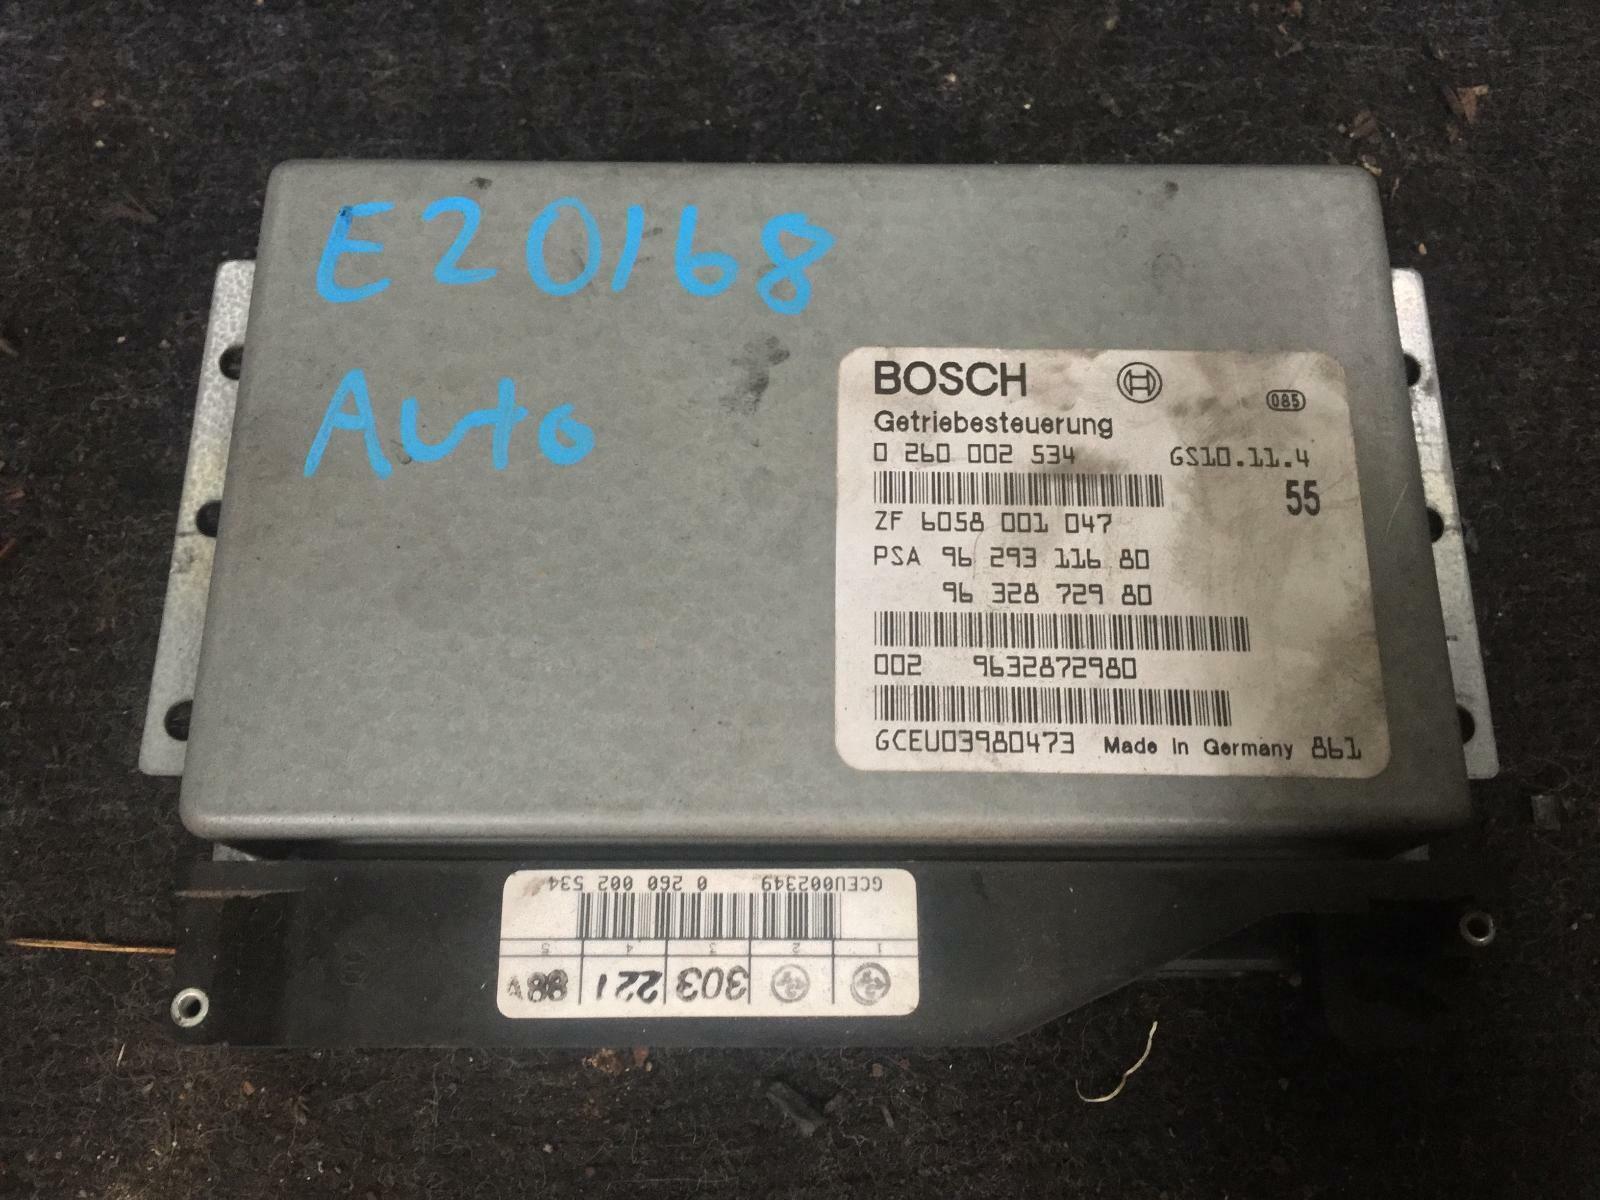 E20168
Auto
BOSCH
085
Getriebesteuerung
0 260 002 534 GS10.11.4
55
ZF 6058 001 047
PSA 96 293 116 80
96 328 729 80
002 9632872980
GCEU03980473 Made in Germany 861
GCEU002349 0 260 002 534
1 2 3 4 5
303 221 A88